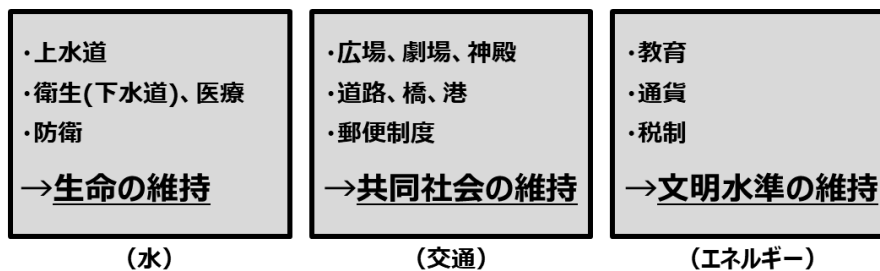 ・上水道
・衛生(下水道)、医療
・防衛
→生命の維持
(水)
・広場、劇場、神殿
・道路、橋、港
・郵便制度
→共同社会の維持
(交通)
・教育
・通貨
・税制
→文明水準の維持
(エネルギー)